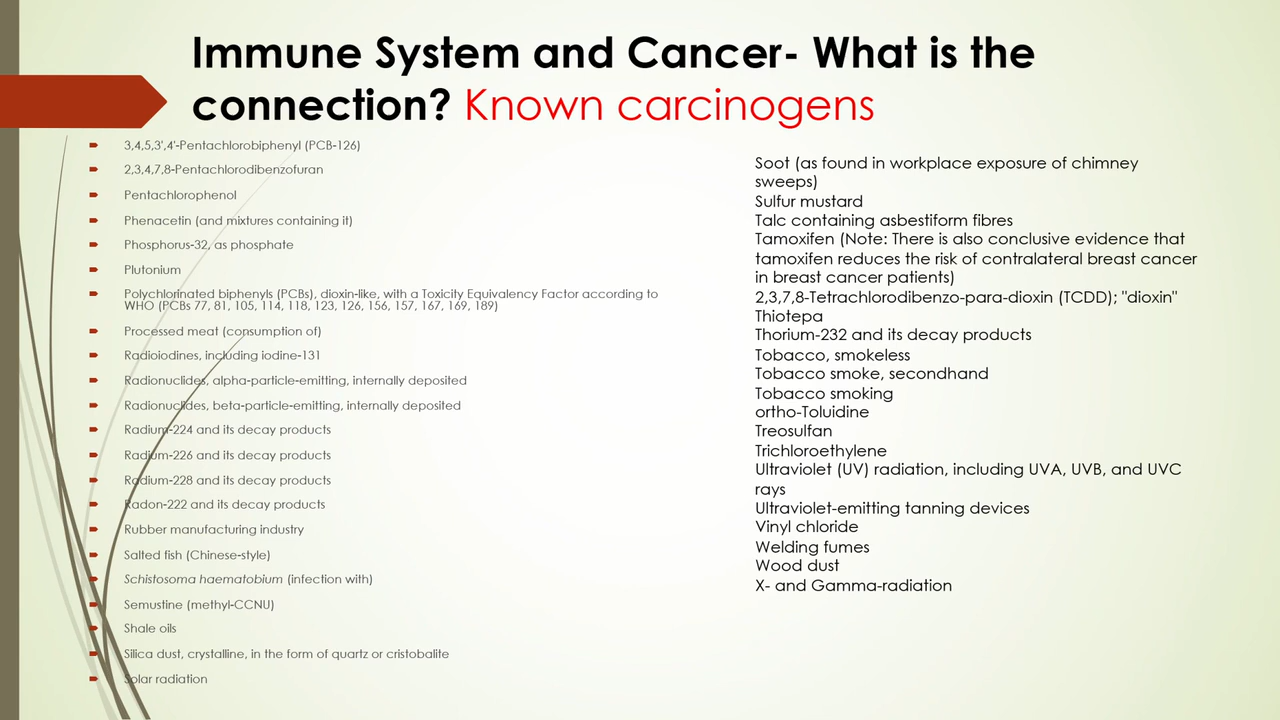 Immune System and Cancer- What is the
connection? Known carcinogens
3,4,5,3',4'-Pentachlorobiphenyl (PCB-126)
2,3,4,7,8-Pentachlorodibenzofuran
Pentachlorophenol
Phenacetin (and mixtures containing it)
Phosphorus-32, as phosphate
Plutonium
Polychlorinated biphenyls (PCBs), dioxin-like, with a Toxicity Equivalency Factor according to
WHO (PCBs 77, 81, 105, 114, 118, 123, 126, 156, 157, 167, 169, 189)
Processed meat (consumption of)
Radioiodines, including iodine-131
Radionuclides, alpha-particle-emitting, internally deposited
Radionuclides, beta-particle-emitting, internally deposited
Radium-224 and its decay products
Radium-226 and its decay products
Radium-228 and its decay products
Radon-222 and its decay products
Rubber manufacturing industry
Salted fish (Chinese-style)
Schistosoma haematobium (infection with)
Semustine (methyl-CCNU)
Shale oils
Silica dust, crystalline, in the form of quartz or cristobalite
Solar radiation
Soot (as found in workplace exposure of chimney
sweeps)
Sulfur mustard
Talc containing asbestiform fibres
Tamoxifen (Note: There is also conclusive evidence that
tamoxifen reduces the risk of contralateral breast cancer
in breast cancer patients)
2,3,7,8-Tetrachlorodibenzo-para-dioxin (TCDD); "dioxin"
Thiotepa
Thorium-232 and its decay products
Tobacco, smokeless
Tobacco smoke, secondhand
Tobacco smoking
ortho-Toluidine
Treosulfan
Trichloroethylene
Ultraviolet (UV) radiation, including UVA, UVB, and UVC
rays
Ultraviolet-emitting tanning devices
Vinyl chloride
Welding fumes
Wood dust
X- and Gamma-radiation